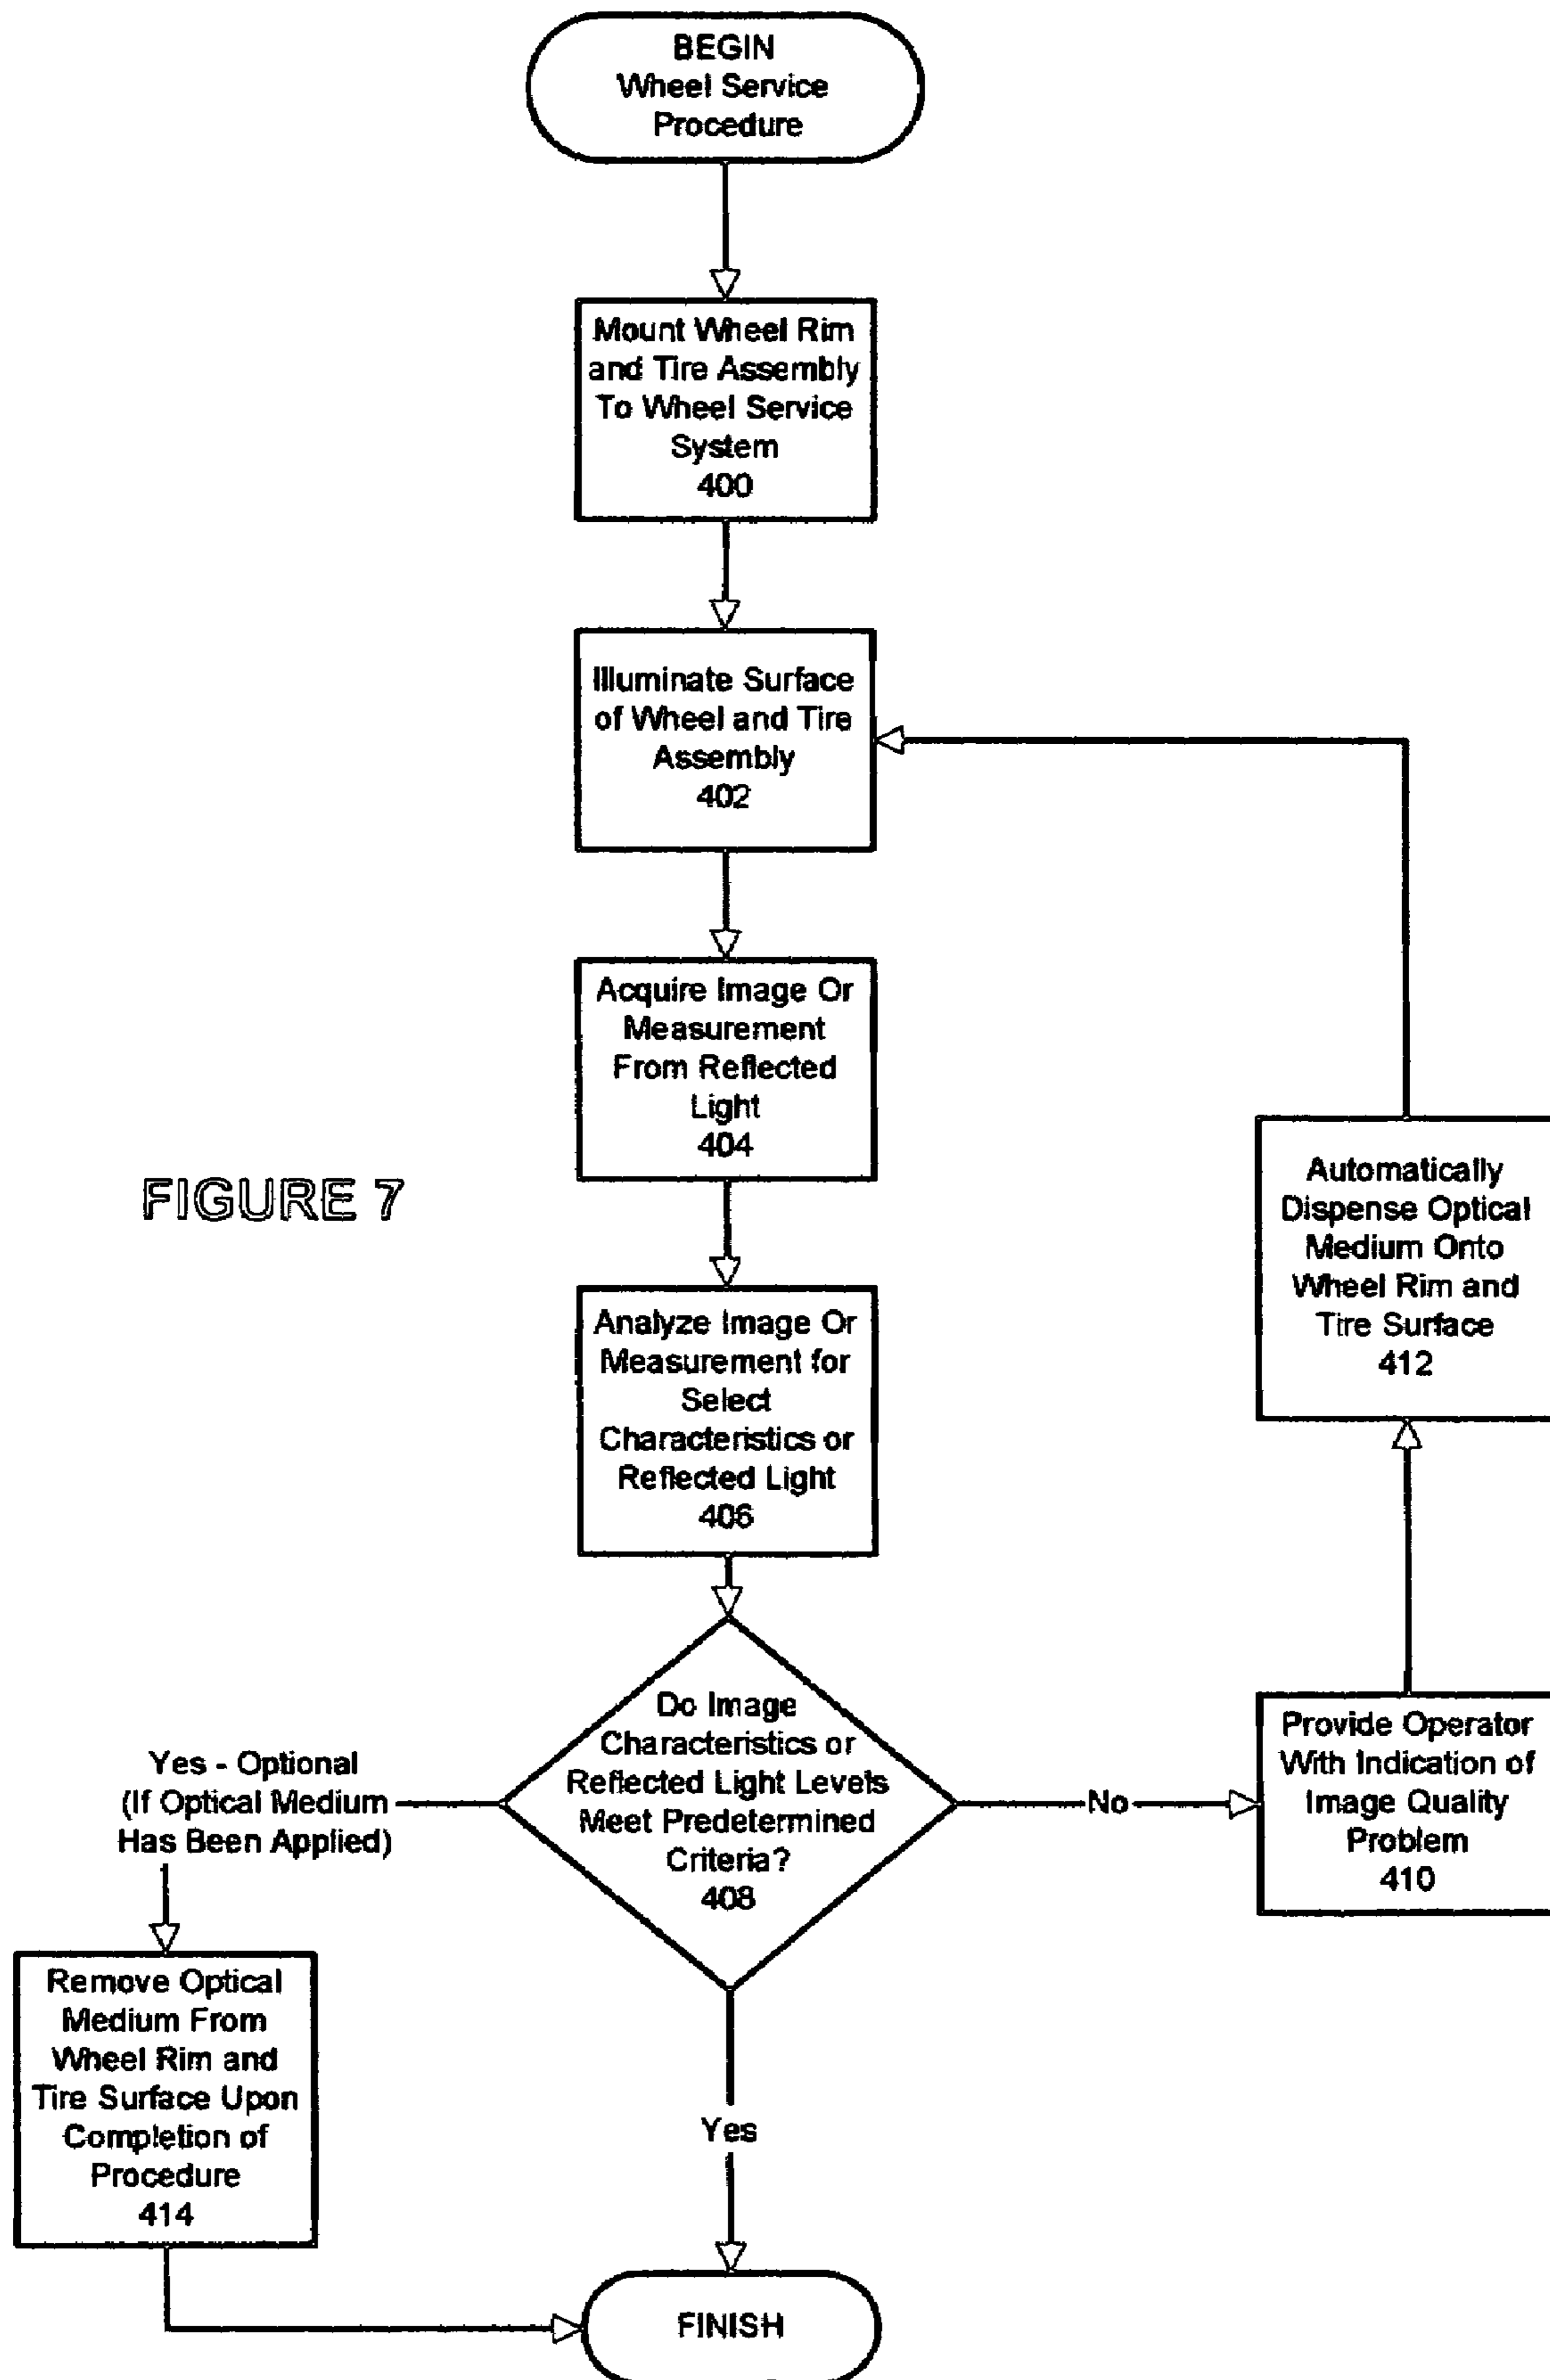 BEGIN
Wheel Service
Procedure
Mount Wheel Rim
and Tire Assembly
To Wheel Service
System
400
Illuminate Surface
of Wheel and Tire
Assembly
402
Acquire Image Or
Measurement
From Reflected
Light
404
FIGURE 7
Analyze Image Or
Measurement for
Select
Characteristics or
Reflected Light
406
Do Image
Characteristics or
Reflected Light Levels
Meet Predetermined
Criteria?
408
No
Provide Operator
With Indication of
Image Quality
Problem
410
Automatically
Dispense Optical
Medium Onto
Wheel Rim and
Tire Surface
412
Yes - Optional
(If Optical Medium
Has Been Applied)
Remove Optical
Medium From
Wheel Rim and
Tire Surface Upon
Completion of
Procedure
414
Yes
FINISH